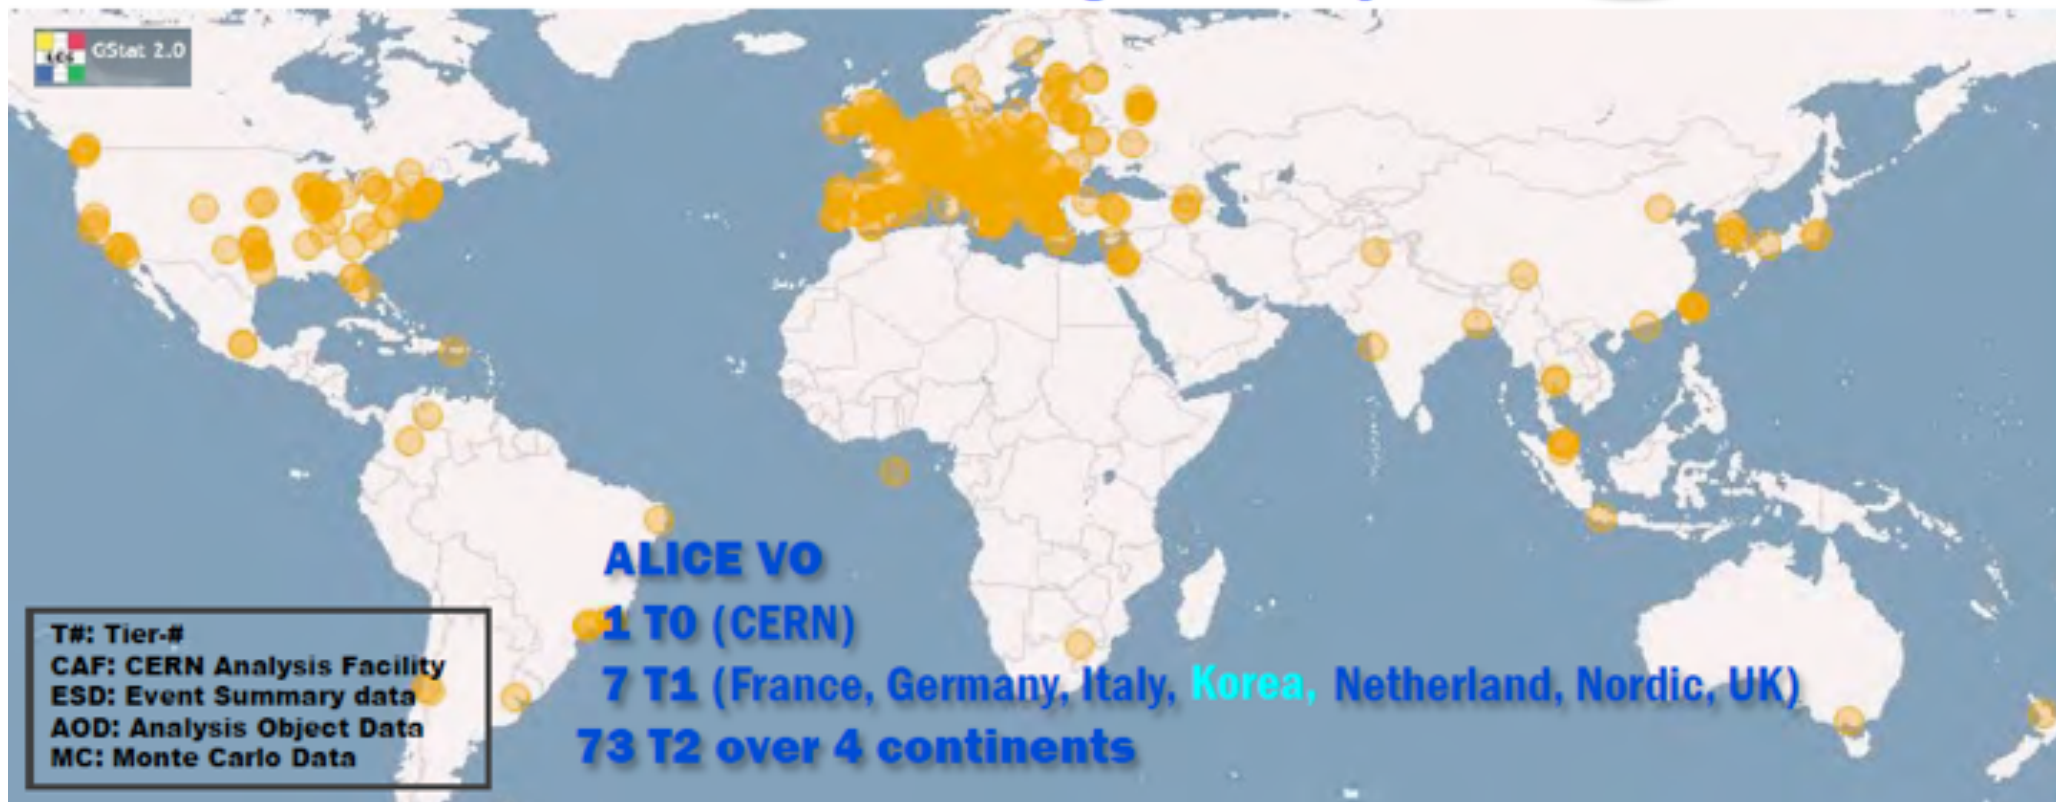 GStat 2.0
ALICE VO
1 T0 (CERN)
7 T1 (France, Germany, Italy, Korea, Netherland, Nordic, UK)
73 T2 over 4 continents
T#: Tier-#
CAF: CERN Analysis Facility
ESD: Event Summary data
AOD: Analysis Object Data
MC: Monte Carlo Data